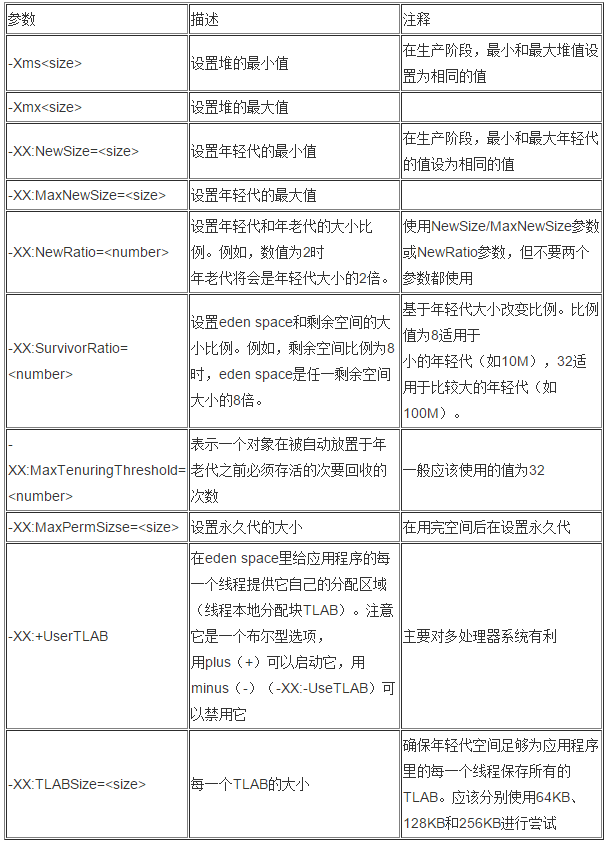 参数
描述
注释
-Xms<size>
设置堆的最小值
在生产阶段，最小和最大堆值设
置为相同的值
-Xmx<size>
设置堆的最大值
-XX:NewSize=<size>
设置年轻代的最小值
在生产阶段，最小和最大年轻代
的值设为相同的值
-XX:MaxNewSize=<size>
设置年轻代的最大值
-XX:NewRatio=<number>
设置年轻代和年老代的大小比
例。例如，数值为2时
年老代将会是年轻代大小的2倍。
使用NewSize/MaxNewSize参数
或NewRatio参数，但不要两个
参数都使用
-XX:SurvivorRatio=
<number>
设置eden space和剩余空间的大
小比例。例如，剩余空间比例为8
时，eden space是任一剩余空间
大小的8倍。
基于年轻代大小改变比例。比例
值为8适用于
小的年轻代（如10M），32适
用于比较大的年轻代（如
100M）。
-
XX:MaxTenuringThreshold=
<number>
表示一个对象在被自动放置于年
老代之前必须存活的次要回收的
次数
一般应该使用的值为32
-XX:MaxPermSizse=<size>
设置永久代的大小
在用完空间后在设置永久代
-XX:+UserTLAB
在eden space里给应用程序的每
一个线程提供它自己的分配区域
（线程本地分配块TLAB）。注意
它是一个布尔型选项，
用plus（+）可以启动它，用
minus（-）（-XX:-UseTLAB）可
以禁用它
主要对多处理器系统有利
-XX:TLABSize=<size>
每一个TLAB的大小
确保年轻代空间足够为应用程序
里的每一个线程保存所有的
TLAB。应该分别使用64KB、
128KB和256KB进行尝试